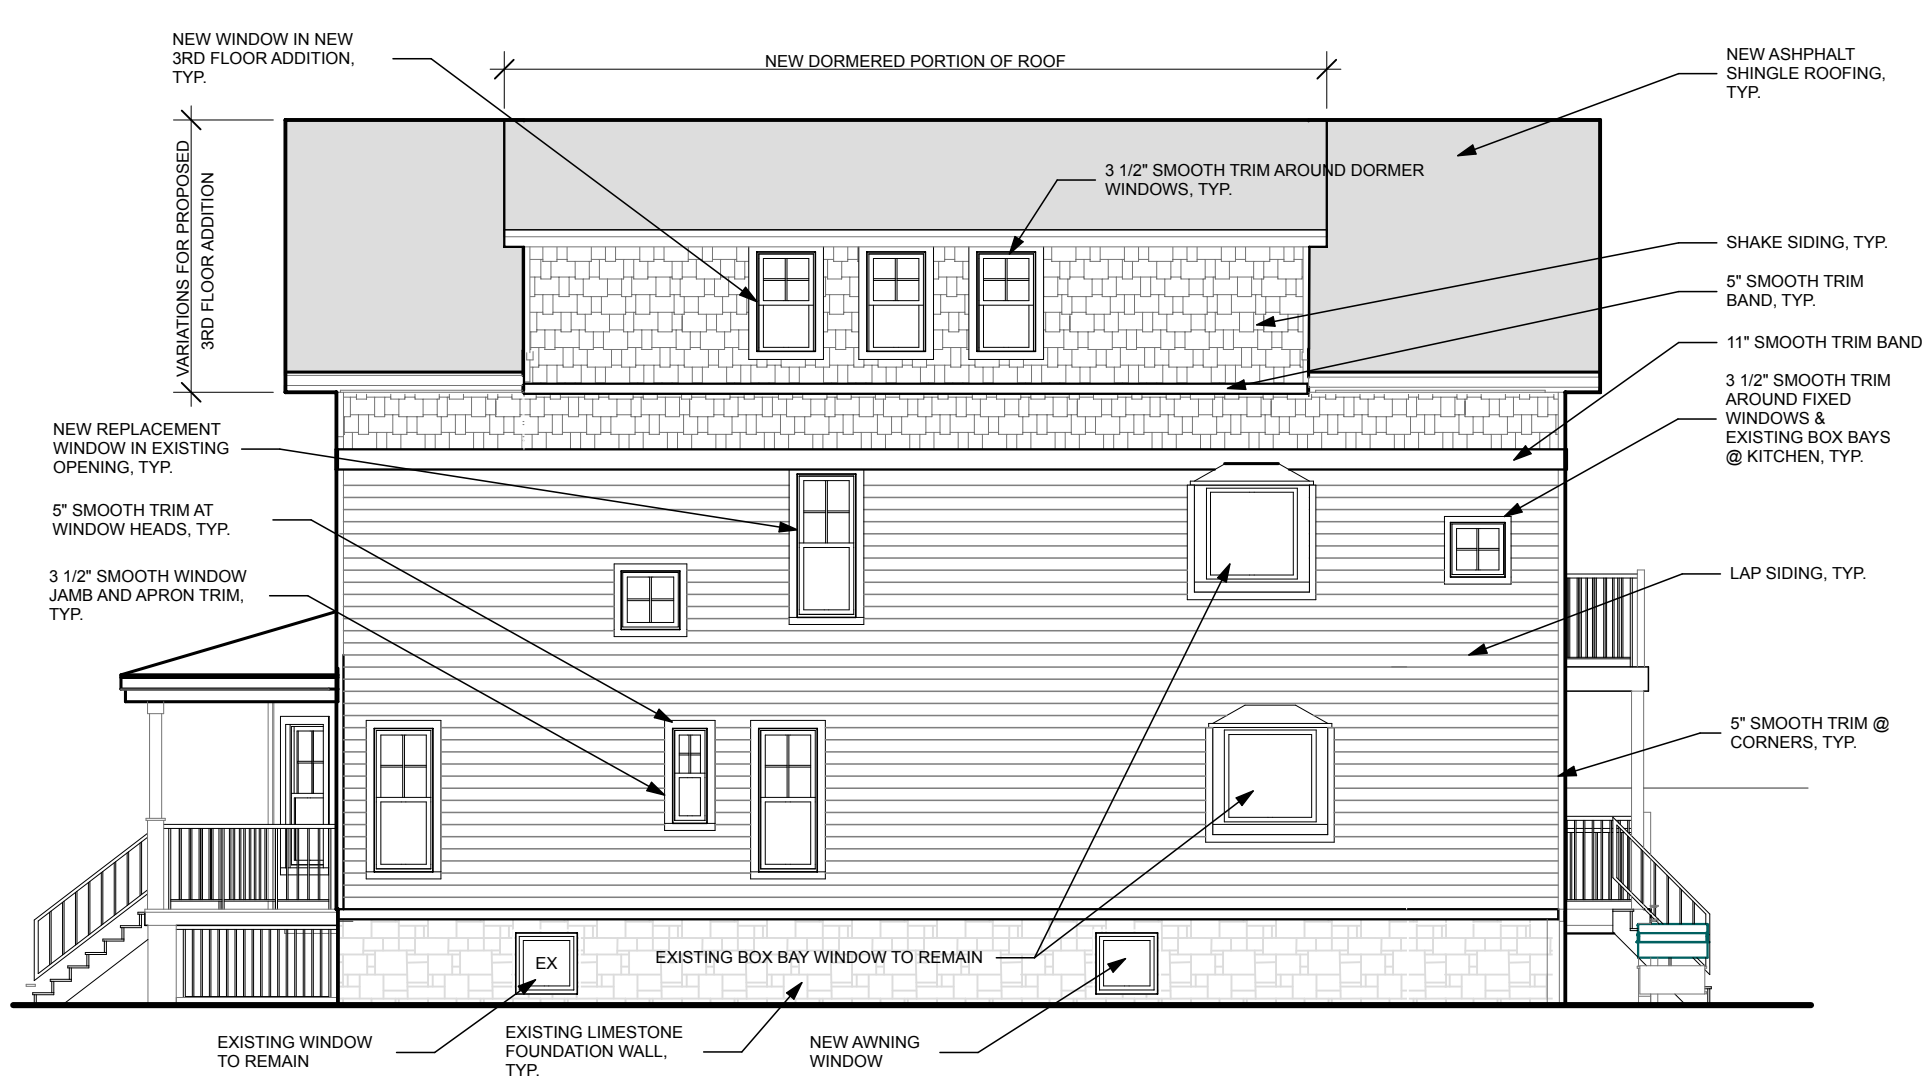 NEW WINDOW IN NEW
3RD FLOOR ADDITION,
TYP.
NEW DORMERED PORTION OF ROOF
NEW ASHPHALT
SHINGLE ROOFING,
TYP.
VARIATIONS FOR PROPOSED
3RD FLOOR ADDITION
3 1/2" SMOOTH TRIM AROUND DORMER
WINDOWS, TYP.
SHAKE SIDING, TYP.
5" SMOOTH TRIM
BAND, TYP.
11" SMOOTH TRIM BAND
3 1/2" SMOOTH TRIM
AROUND FIXED
WINDOWS &
EXISTING BOX BAYS
@ KITCHEN, TYP.
NEW REPLACEMENT
WINDOW IN EXISTING
OPENING, TYP.
5" SMOOTH TRIM AT
WINDOW HEADS, TYP.
3 1/2" SMOOTH WINDOW
JAMB AND APRON TRIM,
TYP.
LAP SIDING, TYP.
5" SMOOTH TRIM @
CORNERS, TYP.
EX
EXISTING BOX BAY WINDOW TO REMAIN
EXISTING WINDOW
TO REMAIN
EXISTING LIMESTONE
FOUNDATION WALL,
TYP.
NEW AWNING
WINDOW